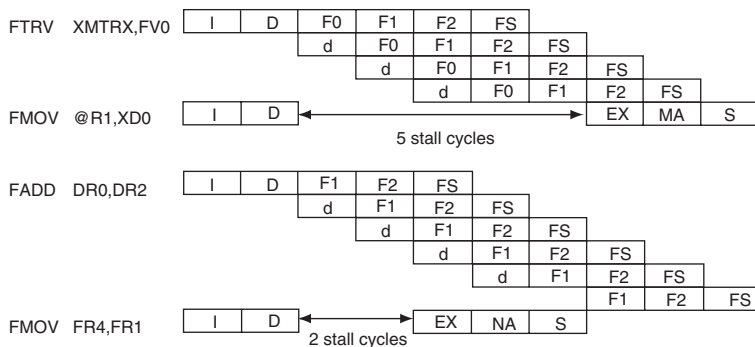 FTRV XMTRX,FV0 I D F0 F1 F2 FS
d F0 F1 F2 FS
d F0 F1 F2 FS
d F0 F1 F2 FS
FMOV @R1,XD0 I D EX MA S
5 stall cycles
FADD DR0,DR2 I D F1 F2 FS
d F1 F2 FS
d F1 F2 FS
d F1 F2 FS
d F1 F2 FS
F1 F2 FS
FMOV FR4,FR1 I D EX NA S
2 stall cycles